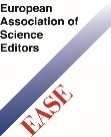 European
Association of
Science
Editors
EASE